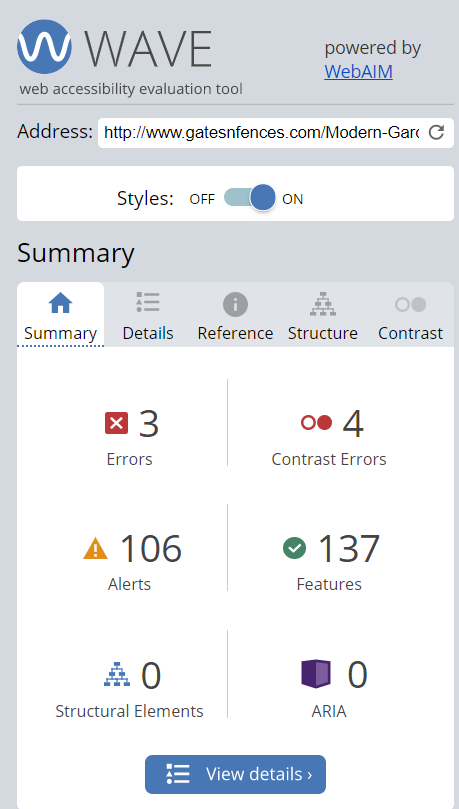 WAVE
powered by
WebAIM
web accessibility evaluation tool
Address: http://www.gatesnfences.com/Modern-Garc
Styles: OFF ON
Summary
Summary Details Reference Structure Contrast
3 4
Errors Contrast Errors
106 137
Alerts Features
0 0
Structural Elements ARIA
View details ›